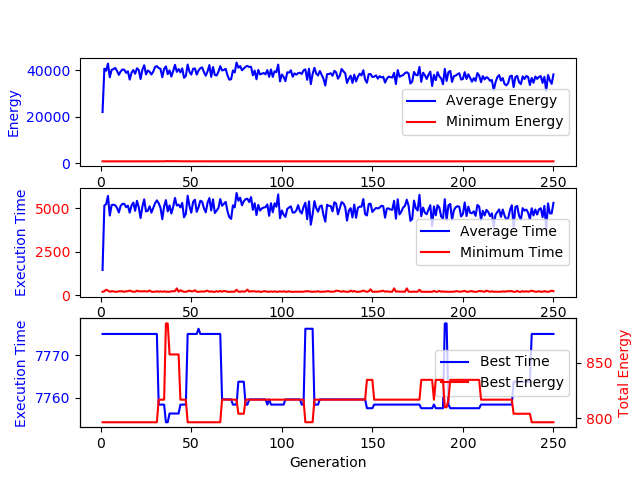 40000
20000
0
Energy
Average Energy
Minimum Energy
0 50 100 150 200 250
5000
2500
0
Execution Time
Average Time
Minimum Time
0 50 100 150 200 250
7770
7760
Execution Time
Best Time
Best Energy
850
800
Total Energy
0 50 100 150 200 250
Generation